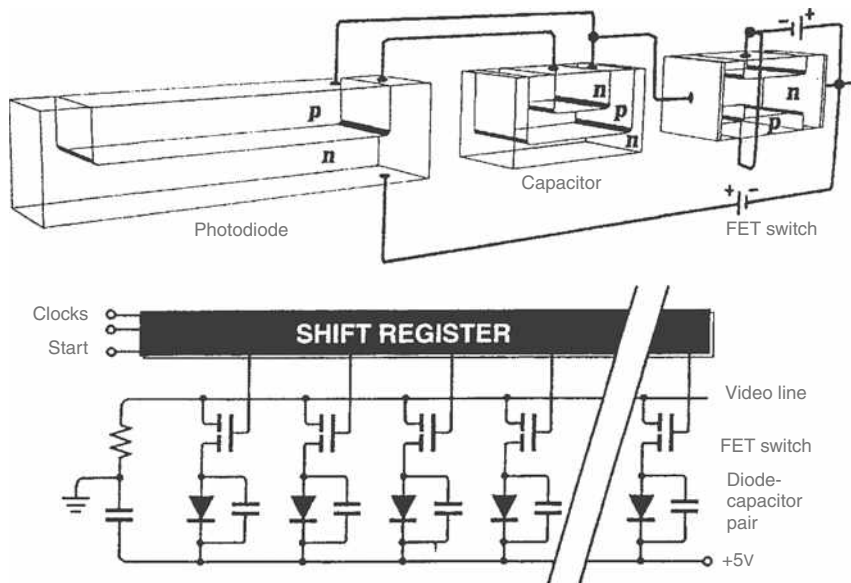 − +
n
p
n
p
n
p
n
Capacitor
+ −
Photodiode
FET switch
Clocks
SHIFT REGISTER
Start
Video line
FET switch
Diode-
capacitor
pair
+5V